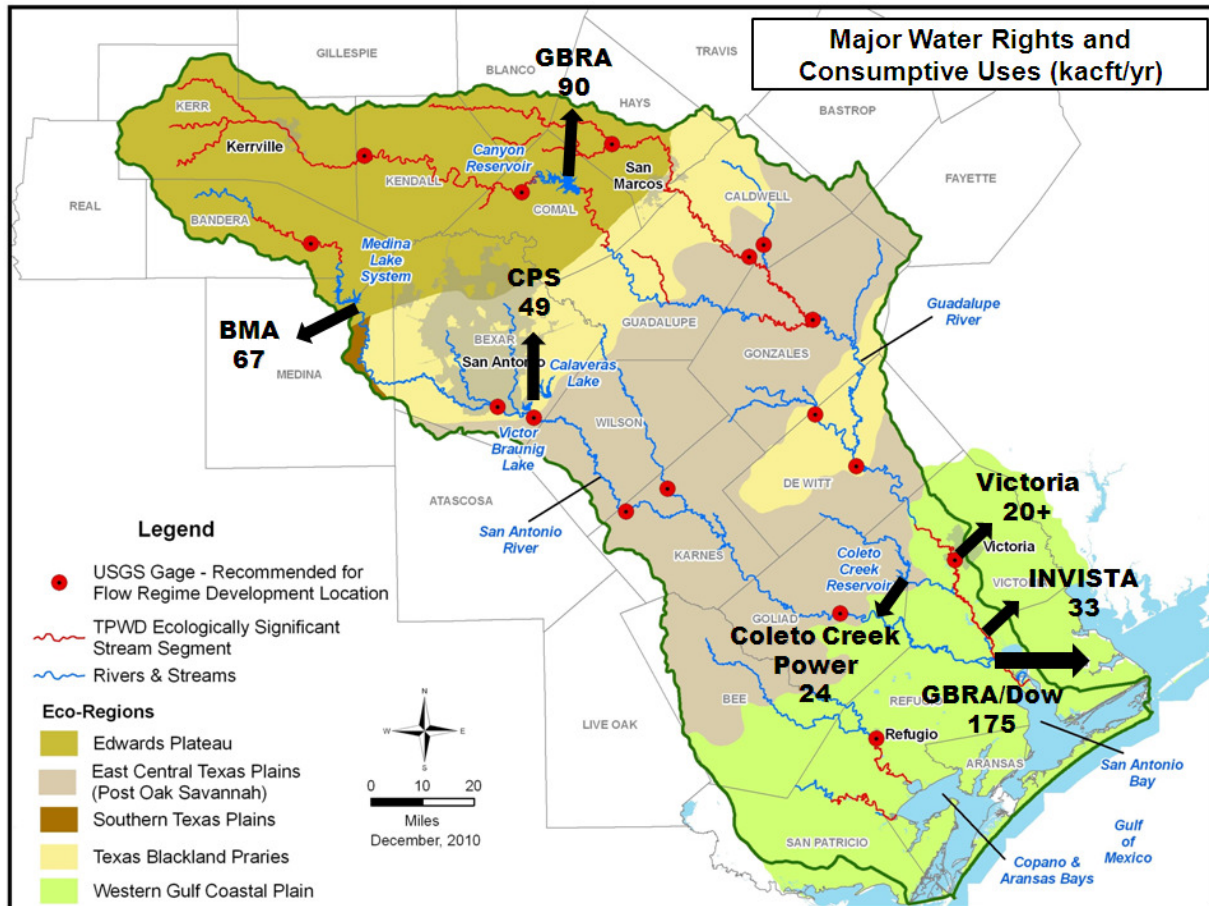 Major Water Rights and
Consumptive Uses (kacft/yr)
GILLESPIE
BLANCO
TRAVIS
GBRA
90
HAYS
BASTROP
KERR
Kerrville
KENDALL
Canyon
Reservoir
San
Marcos
COMAL
CALDWELL
FAYETTE
REAL
BANDERA
Medina
Lake
System
CPS
49
GUADALUPE
Guadalupe
River
BMA
67
MEDINA
BEXAR
San Antonio
Calaveras
Lake
GONZALES
WILSON
Victor
Braunig
Lake
ATASCOSA
San Antonio
River
DE WITT
KARNES
Coleto
Creek
Reservoir
Victoria
20+
Victoria
VICTORIA
INVISTA
33
GOLIAD
Coleto Creek
Power
24
GBRA/Dow
175
REFUGIO
BEE
LIVE OAK
Refugio
ARANSAS
San Antonio
Bay
SAN PATRICIO
Copano &
Aransas Bays
Gulf
of
Mexico
Legend
USGS Gage - Recommended for
Flow Regime Development Location
TPWD Ecologically Significant
Stream Segment
Rivers & Streams
Eco-Regions
Edwards Plateau
East Central Texas Plains
(Post Oak Savannah)
Southern Texas Plains
Texas Blackland Praries
Western Gulf Coastal Plain
N
W
E
S
0 10 20
Miles
December, 2010